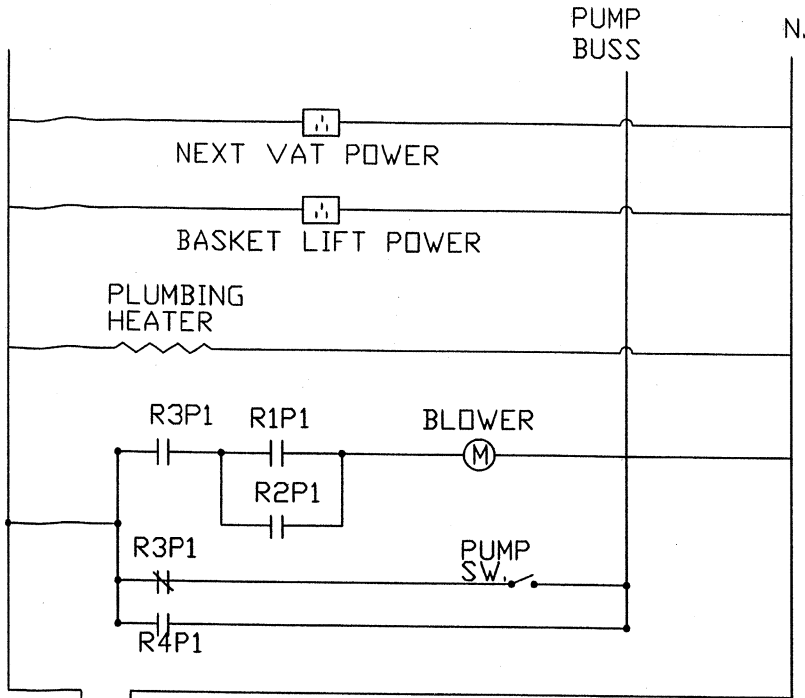 PUMP
BUSS
N.
NEXT VAT POWER
BASKET LIFT POWER
PLUMBING
HEATER
R3P1
R1P1
BLOWER
M
R2P1
R3P1
PUMP
SW.
R4P1